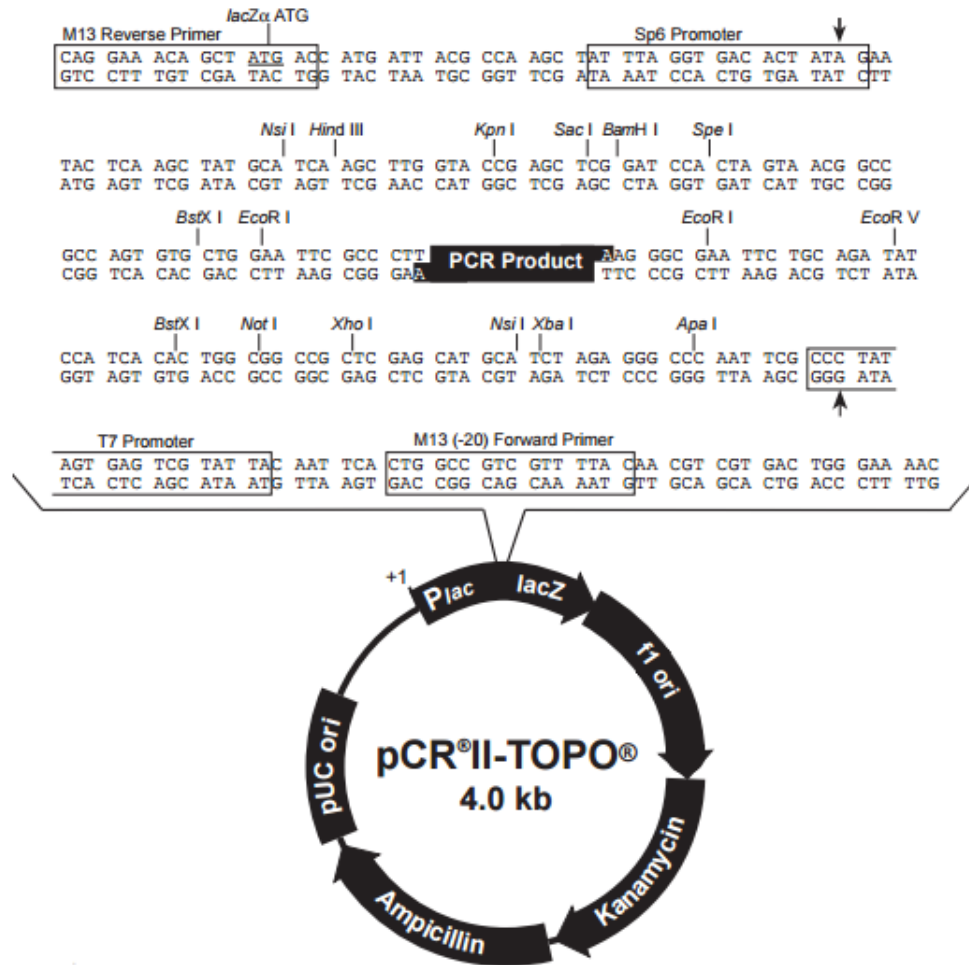 lacZα ATG
M13 Reverse Primer Sp6 Promoter
CAG GAA ACA GCT ATG ACC ATG ATT ACG CCA AGC TAT TTA GGT GAC ACT ATA GAA
GTC CTT TGT CGA TAC TGG TAC TAA TGC GGT TCG ATA AAT CCA CTG TGA TAT CTT
Nsi I Hind III Kpn I Sac I BamH I Spe I
TAC TCA AGC TAT GCA TCA AGC TTG GTA CCG AGC TCG GAT CCA CTA GTA ACG GCC
ATG AGT TCG ATA CGT AGT TCG AAC CAT GGC TCG AGC CTA GGT GAT CAT TGC CGG
BstX I EcoR I EcoR I EcoR V
GCC AGT GTG CTG GAA TTC GCC CTT PCR Product AAG GGC GAA TTC TGC AGA TAT
CGG TCA CAC GAC CTT AAG CGG GAA TTC CCG CTT AAG ACG TCT ATA
BstX I Not I Xho I Nsi I Xba I Apa I
CCA TCA CAC TGG CGG CCG CTC GAG CAT GCA TCT AGA GGG CCC AAT TCG CCC TAT
GGT AGT GTG ACC GCC GGC GAG CTC GTA CGT AGA TCT CCC GGG TTA AGC GGG ATA
T7 Promoter M13 (-20) Forward Primer
AGT GAG TCG TAT TAC AAT TCA CTG GCC GTC GTT TTA CAA CGT CGT GAC TGG GAA AAC
TCA CTC AGC ATA ATG TTA AGT GAC CGG CAG CAA AAT GTT GCA GCA CTG ACC CTT TTG
+1
Plac lacZ
f1 ori
pUC ori
pCR®II-TOPO®
4.0 kb
Kanamycin
Ampicillin